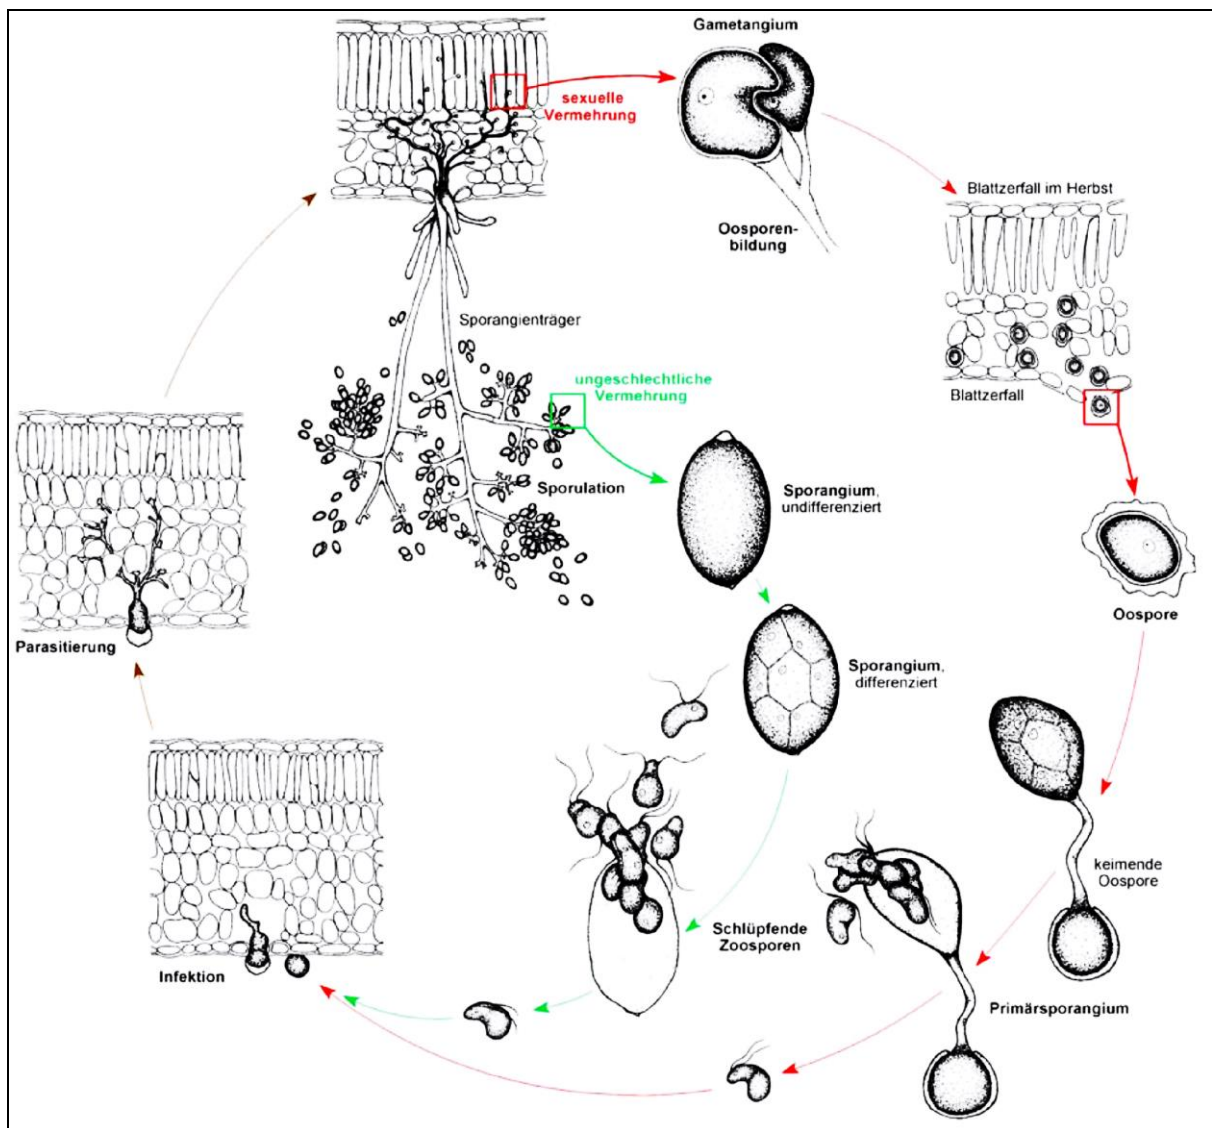 Gametangium
sexuelle
Vermehrung
Oosporen-
bildung
Blattzerfall im Herbst
Sporangienträger
ungeschlechtliche
Vermehrung
Blattzerfall
Sporulation
Sporangium,
undifferenziert
Oospore
Parasitierung
Sporangium,
differenziert
keimende
Oospore
Schlüpfende
Zoosporen
Infektion
Primärsporangium